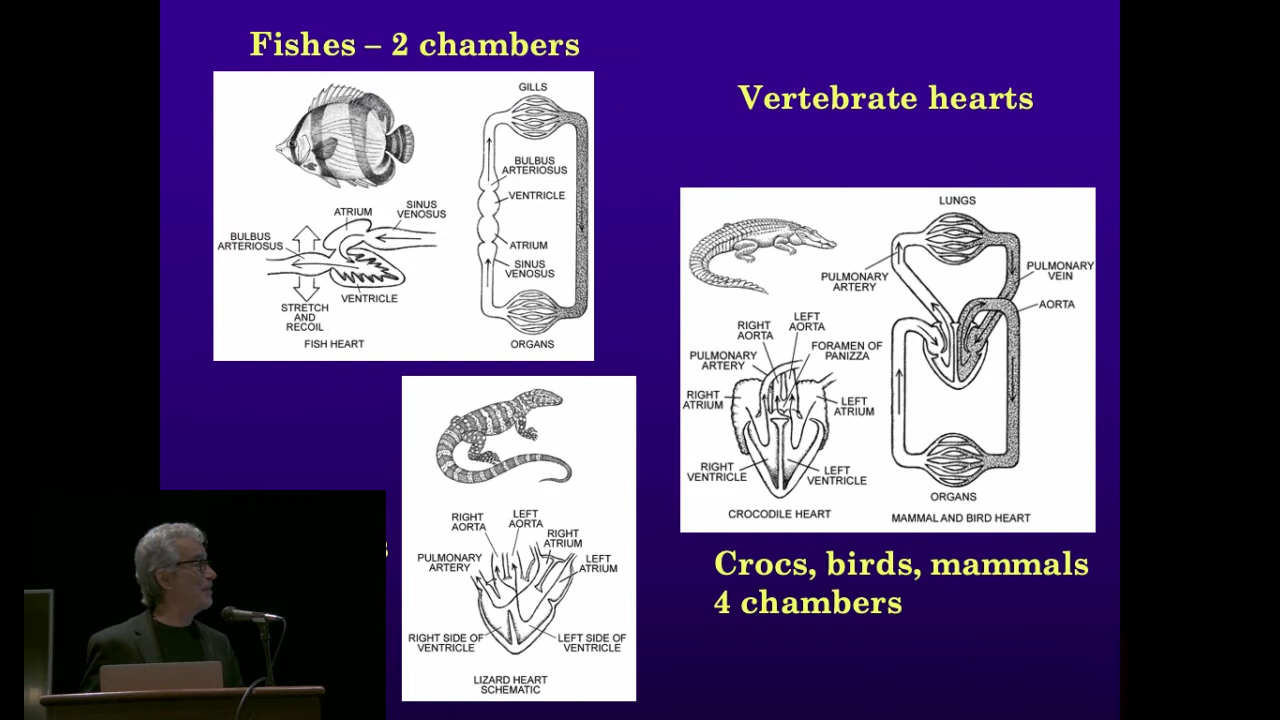 Fishes – 2 chambers
GILLS
BULBUS
ARTERIOSUS
VENTRICLE
ATRIUM
SINUS
VENOSUS
ORGANS
ATRIUM
SINUS
VENOSUS
BULBUS
ARTERIOSUS
VENTRICLE
STRETCH
AND
RECOIL
FISH HEART
Vertebrate hearts
LUNGS
PULMONARY
ARTERY
PULMONARY
VEIN
AORTA
ORGANS
MAMMAL AND BIRD HEART
RIGHT
AORTA
LEFT
AORTA
FORAMEN OF
PANIZZA
PULMONARY
ARTERY
RIGHT
ATRIUM
LEFT
ATRIUM
RIGHT
VENTRICLE
LEFT
VENTRICLE
CROCODILE HEART
RIGHT
AORTA
LEFT
AORTA
RIGHT
ATRIUM
PULMONARY
ARTERY
LEFT
ATRIUM
RIGHT SIDE OF
VENTRICLE
LEFT SIDE OF
VENTRICLE
LIZARD HEART
SCHEMATIC
Crocs, birds, mammals
4 chambers